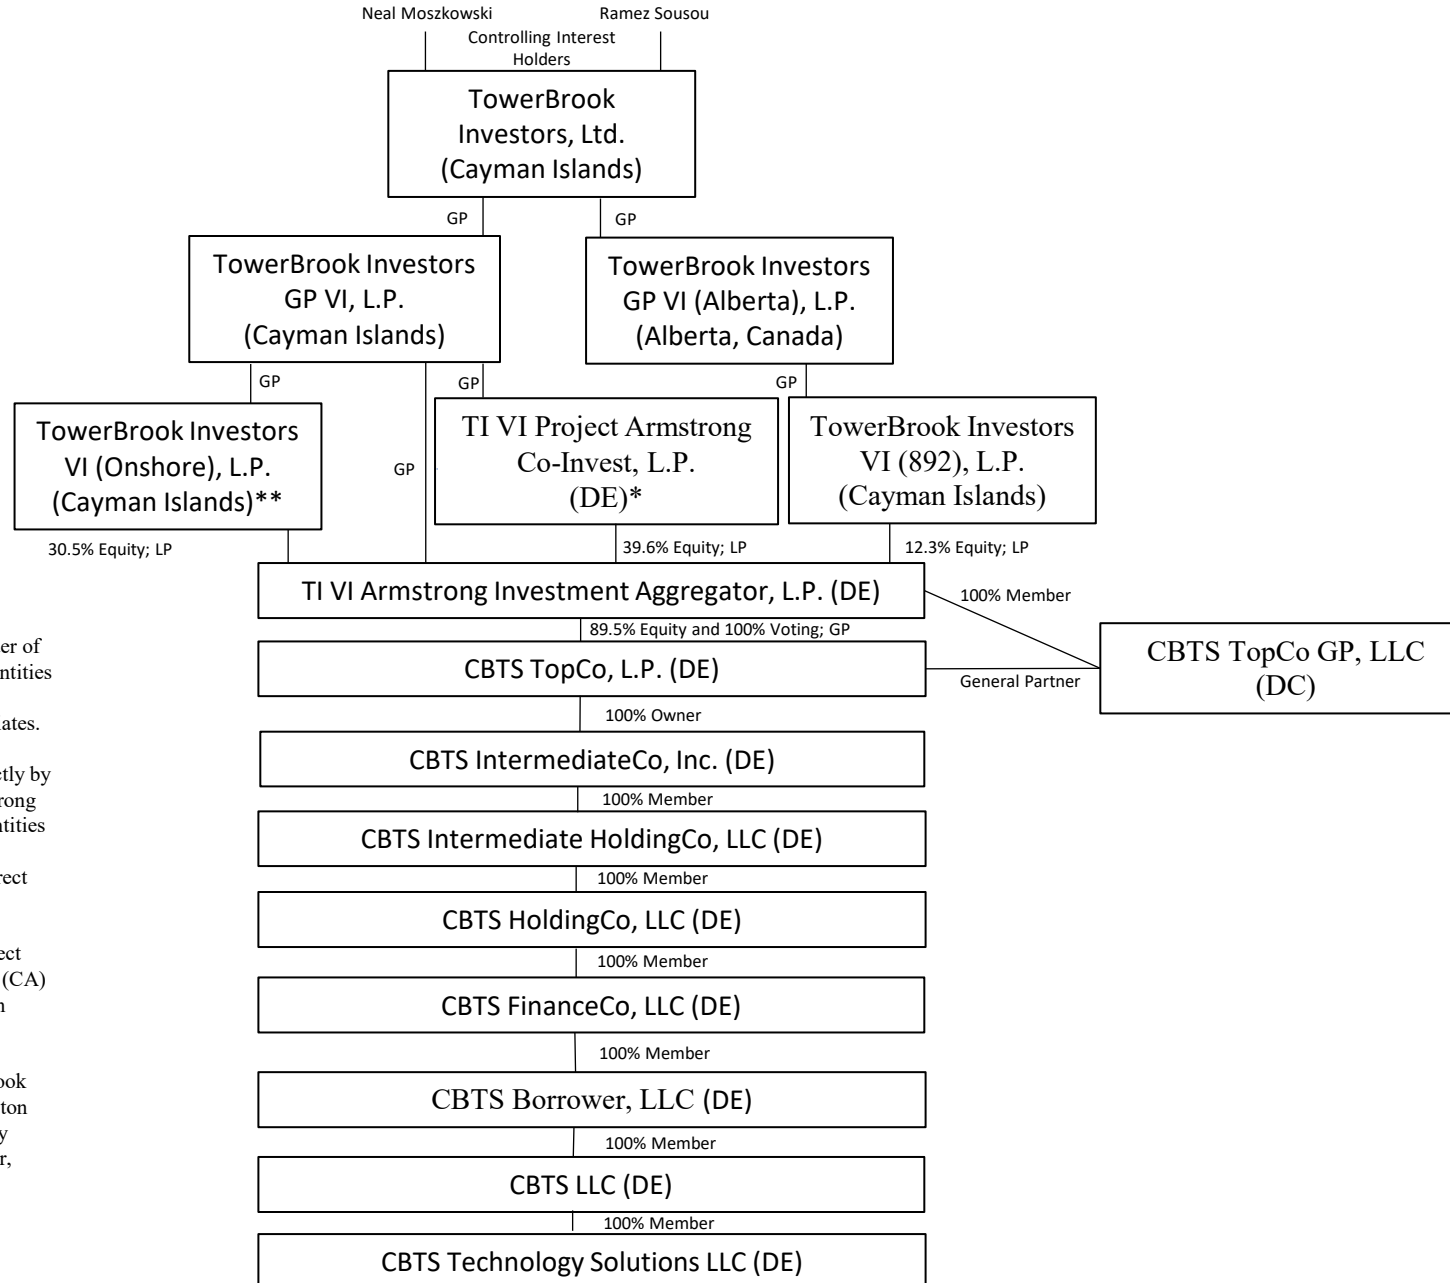 Neal Moszkowski
Ramez Sousou
Controlling Interest
Holders
TowerBrook
Investors, Ltd.
(Cayman Islands)
GP
GP
TowerBrook Investors
GP VI, L.P.
(Cayman Islands)
TowerBrook Investors
GP VI (Alberta), L.P.
(Alberta, Canada)
GP
GP
GP
TowerBrook Investors
VI (Onshore), L.P.
(Cayman Islands)**
GP
TI VI Project Armstrong
Co-Invest, L.P.
(DE)*
TowerBrook Investors
VI (892), L.P.
(Cayman Islands)
30.5% Equity; LP
39.6% Equity; LP
12.3% Equity; LP
TI VI Armstrong Investment Aggregator, L.P. (DE)
100% Member
89.5% Equity and 100% Voting; GP
CBTS TopCo, L.P. (DE)
General Partner
CBTS TopCo GP, LLC
(DC)
100% Owner
CBTS IntermediateCo, Inc. (DE)
100% Member
CBTS Intermediate HoldingCo, LLC (DE)
100% Member
CBTS HoldingCo, LLC (DE)
100% Member
CBTS FinanceCo, LLC (DE)
100% Member
CBTS Borrower, LLC (DE)
100% Member
CBTS LLC (DE)
100% Member
CBTS Technology Solutions LLC (DE)
of
by
(CA)